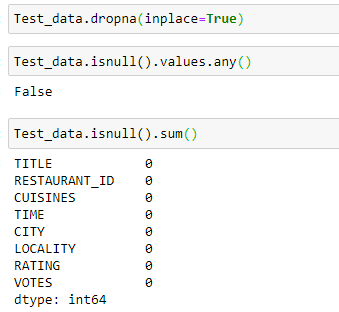 Test_data.dropna(inplace=True)
Test_data.isnull().values.any()
False
Test_data.isnull().sum()
TITLE 0
RESTAURANT_ID 0
CUISINES 0
TIME 0
CITY 0
LOCALITY 0
RATING 0
VOTES 0
dtype: int64